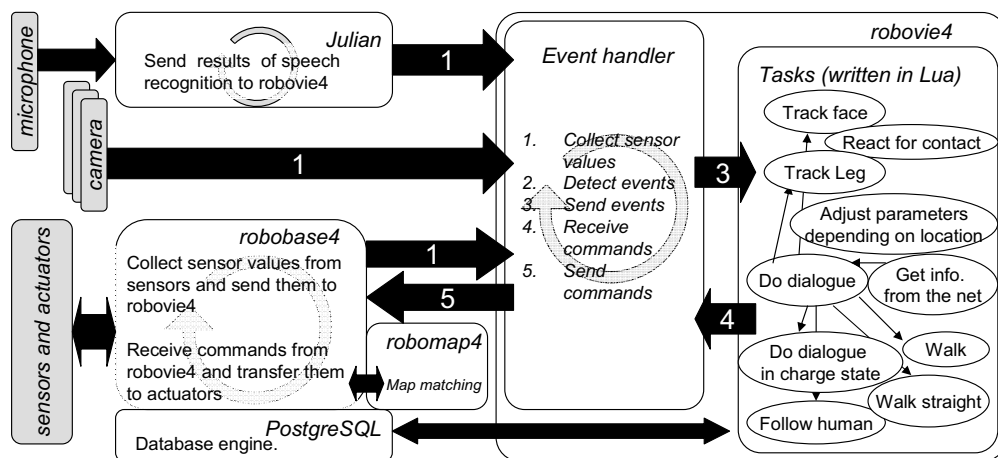 microphone
camera
sensors and actuators
Julian
Send results of speech
recognition to robovie4
1
1
robobase4
Collect sensor values from
sensors and send them to
robovie4
Receive commands from
robovie4 and transfer them
to actuators
1
5
robomap4
Map matching
PostgreSQL
Database engine.
robovie4
Event handler
1. Collect sensor
values
2. Detect events
3. Send events
4. Receive
commands
5. Send
commands
3
4
Tasks (written in Lua)
Track face
React for contact
Track Leg
Adjust parameters
depending on location
Do dialogue
Get info.
from the net
Do dialogue
in charge state
Walk
Walk straight
Follow human